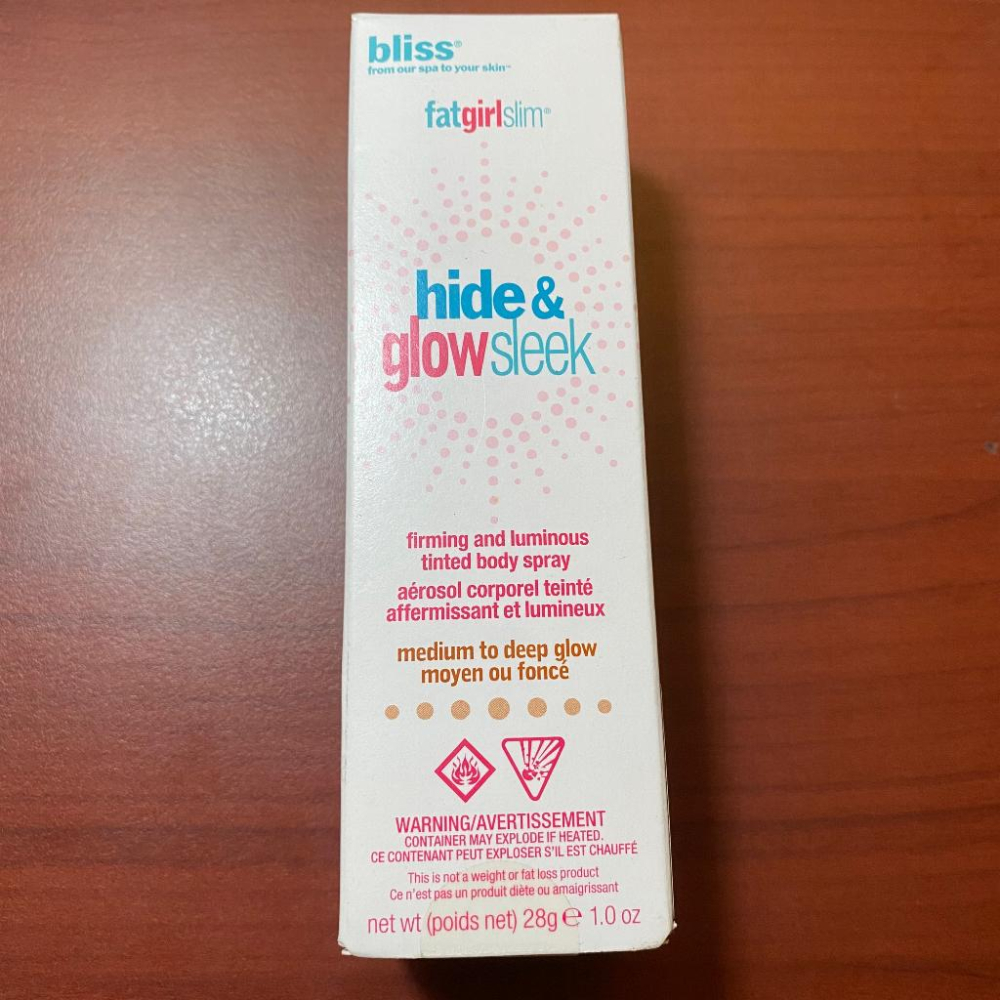 bliss®
from our spa to your skin™
fatgirlslim®
hide &
glowsleek
firming and luminous
tinted body spray
aérosol corporel teinté
affermissant et lumineux
medium to deep glow
moyen ou foncé
WARNING/AVERTISSEMENT
CONTAINER MAY EXPLODE IF HEATED.
CE CONTENANT PEUT EXPLOSER S'IL EST CHAUFFÉ
This is not a weight or fat loss product
Ce n'est pas un produit diète ou amaigrissant
net wt (poids net) 28g ℮ 1.0 oz